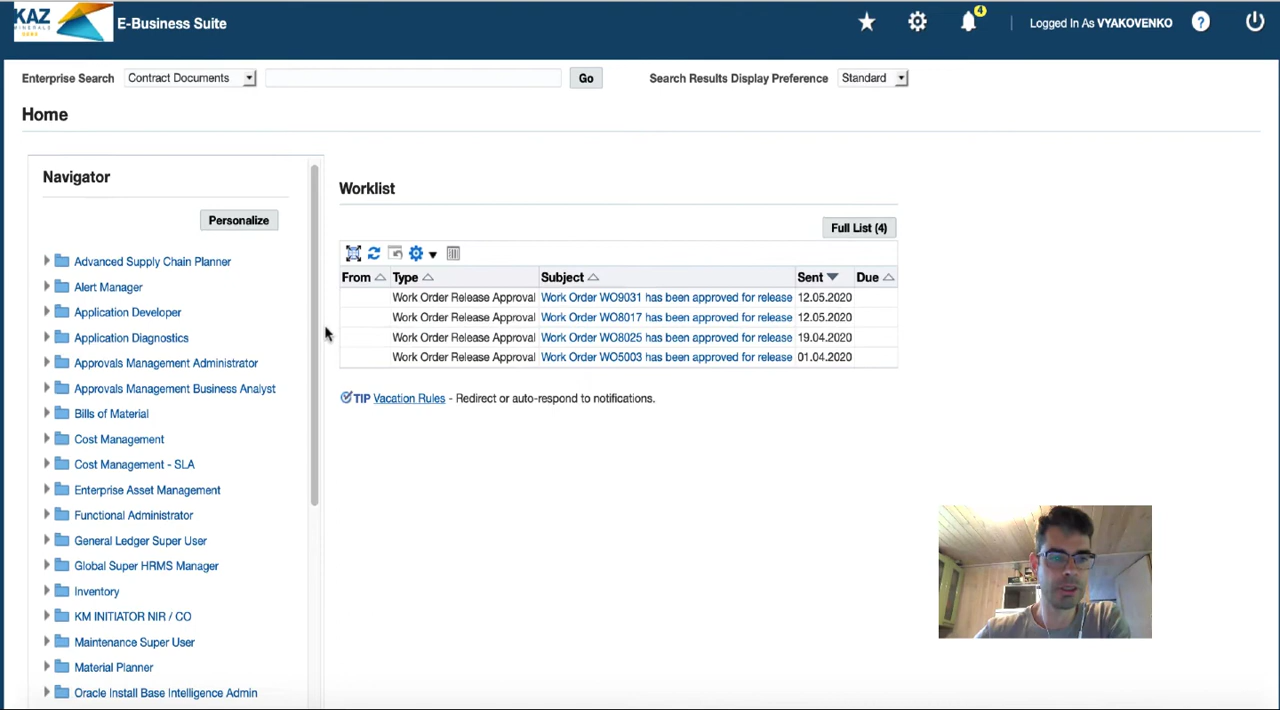 KAZ
MINERALS
E-Business Suite
4
Logged In As VYAKOVENKO
?
Enterprise Search
Contract Documents
Go
Search Results Display Preference
Standard
Home
Navigator
Personalize
Advanced Supply Chain Planner
Alert Manager
Application Developer
Application Diagnostics
Approvals Management Administrator
Approvals Management Business Analyst
Bills of Material
Cost Management
Cost Management - SLA
Enterprise Asset Management
Functional Administrator
General Ledger Super User
Global Super HRMS Manager
Inventory
KM INITIATOR NIR / CO
Maintenance Super User
Material Planner
Oracle Install Base Intelligence Admin
Worklist
Full List (4)
From Type Subject Sent Due
Work Order Release Approval Work Order WO9031 has been approved for release 12.05.2020
Work Order Release Approval Work Order WO8017 has been approved for release 12.05.2020
Work Order Release Approval Work Order WO8025 has been approved for release 19.04.2020
Work Order Release Approval Work Order WO5003 has been approved for release 01.04.2020
TIP Vacation Rules - Redirect or auto-respond to notifications.